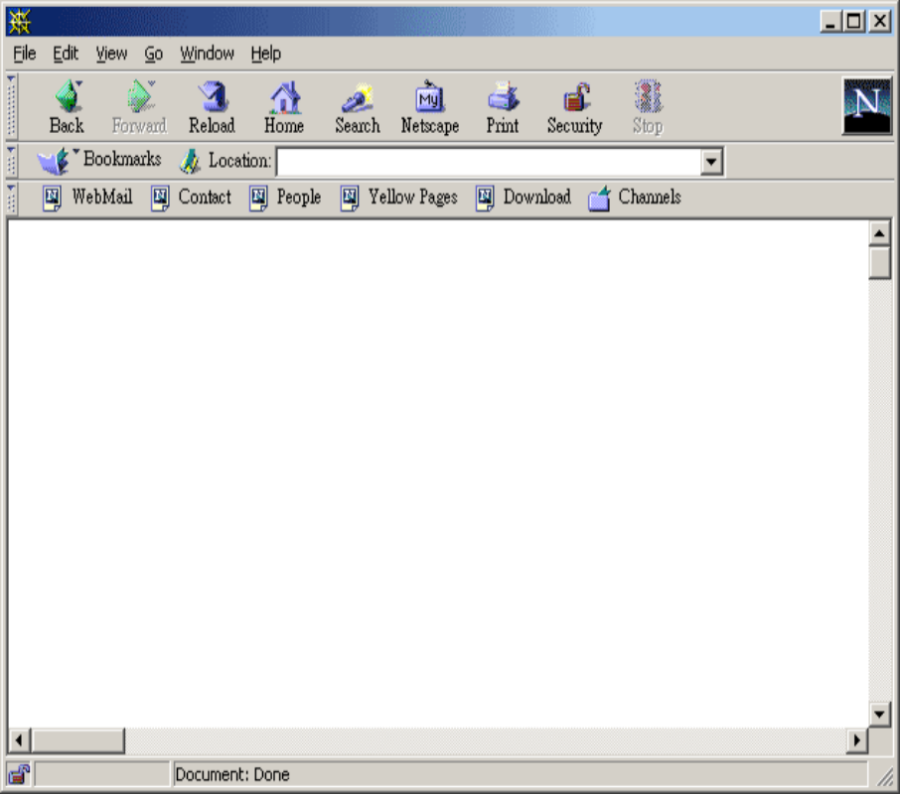 File Edit View Go Window Help
My N
Back Forward Reload Home Search Netscape Print Security Stop
Bookmarks Location:
WebMail Contact People Yellow Pages Download Channels
Document: Done